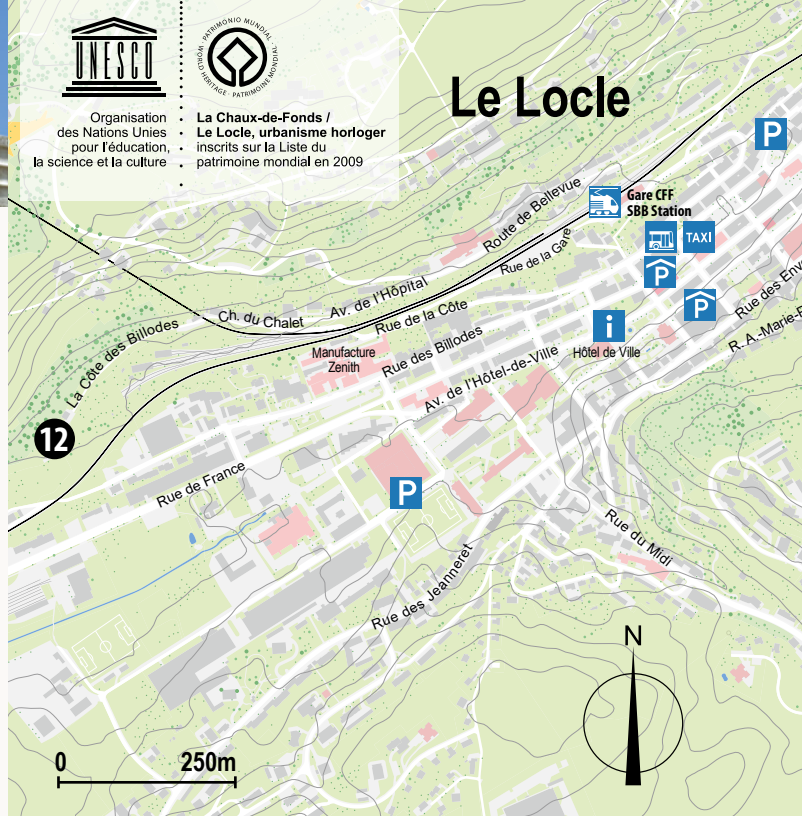 UNESCO
Organisation
des Nations Unies
pour l'éducation,
la science et la culture
PATRIMONIO MUNDIAL · WORLD HERITAGE · PATRIMOINE MONDIAL
La Chaux-de-Fonds /
Le Locle, urbanisme horloger
inscrits sur la Liste du
patrimoine mondial en 2009
Le Locle
P
Gare CFF
SBB Station
TAXI
P
P
Route de Bellevue
Rue de la Gare
Av. de l'Hôpital
Ch. du Chalet
Rue de la Côte
La Côte des Billodes
Manufacture
Zenith
Rue des Billodes
i
Hôtel de Ville
Rue des Env
R. A.-Marie-P
Av. de l'Hôtel-de-Ville
12
Rue de France
P
Rue du Midi
Rue des Jeanneret
N
0 250m